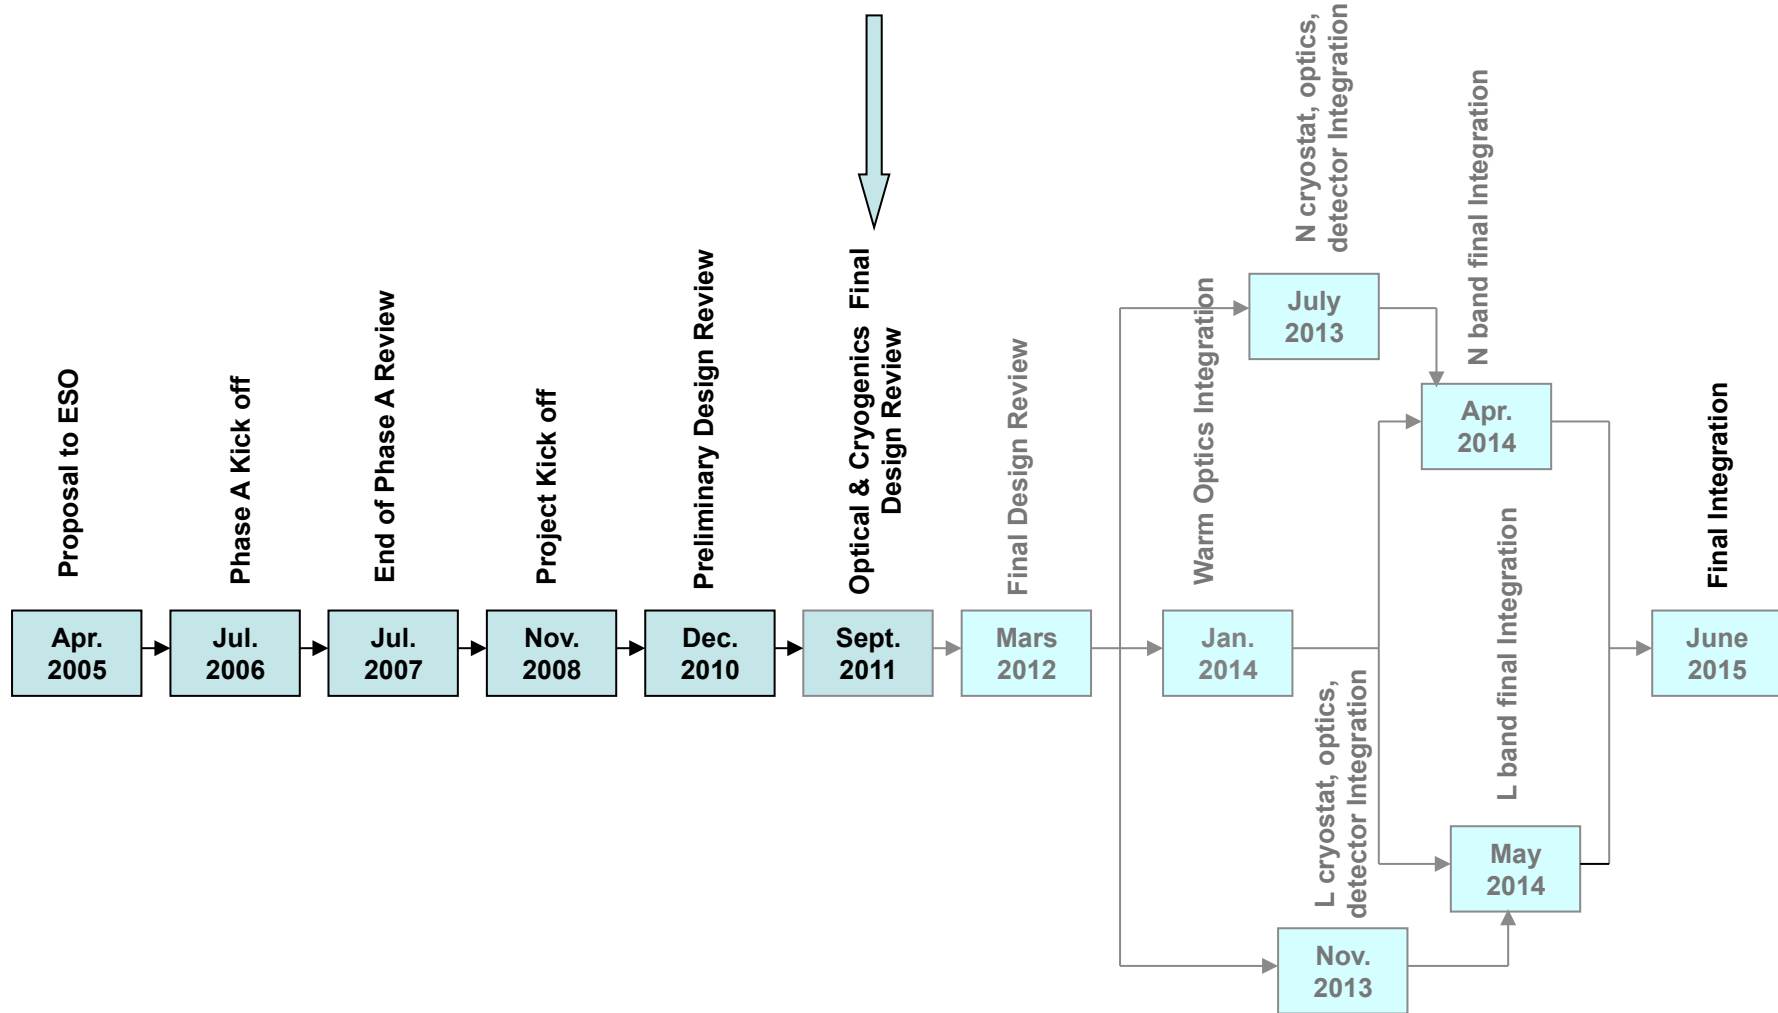 Proposal to ESO
Apr.
2005
Phase A Kick off
Jul.
2006
End of Phase A Review
Jul.
2007
Project Kick off
Nov.
2008
Preliminary Design Review
Dec.
2010
Optical & Cryogenics Final
Design Review
Sept.
2011
Final Design Review
Mars
2012
N cryostat, optics,
detector Integration
July
2013
Warm Optics Integration
Jan.
2014
L cryostat, optics,
detector Integration
Nov.
2013
N band final Integration
Apr.
2014
L band final Integration
May
2014
Final Integration
June
2015